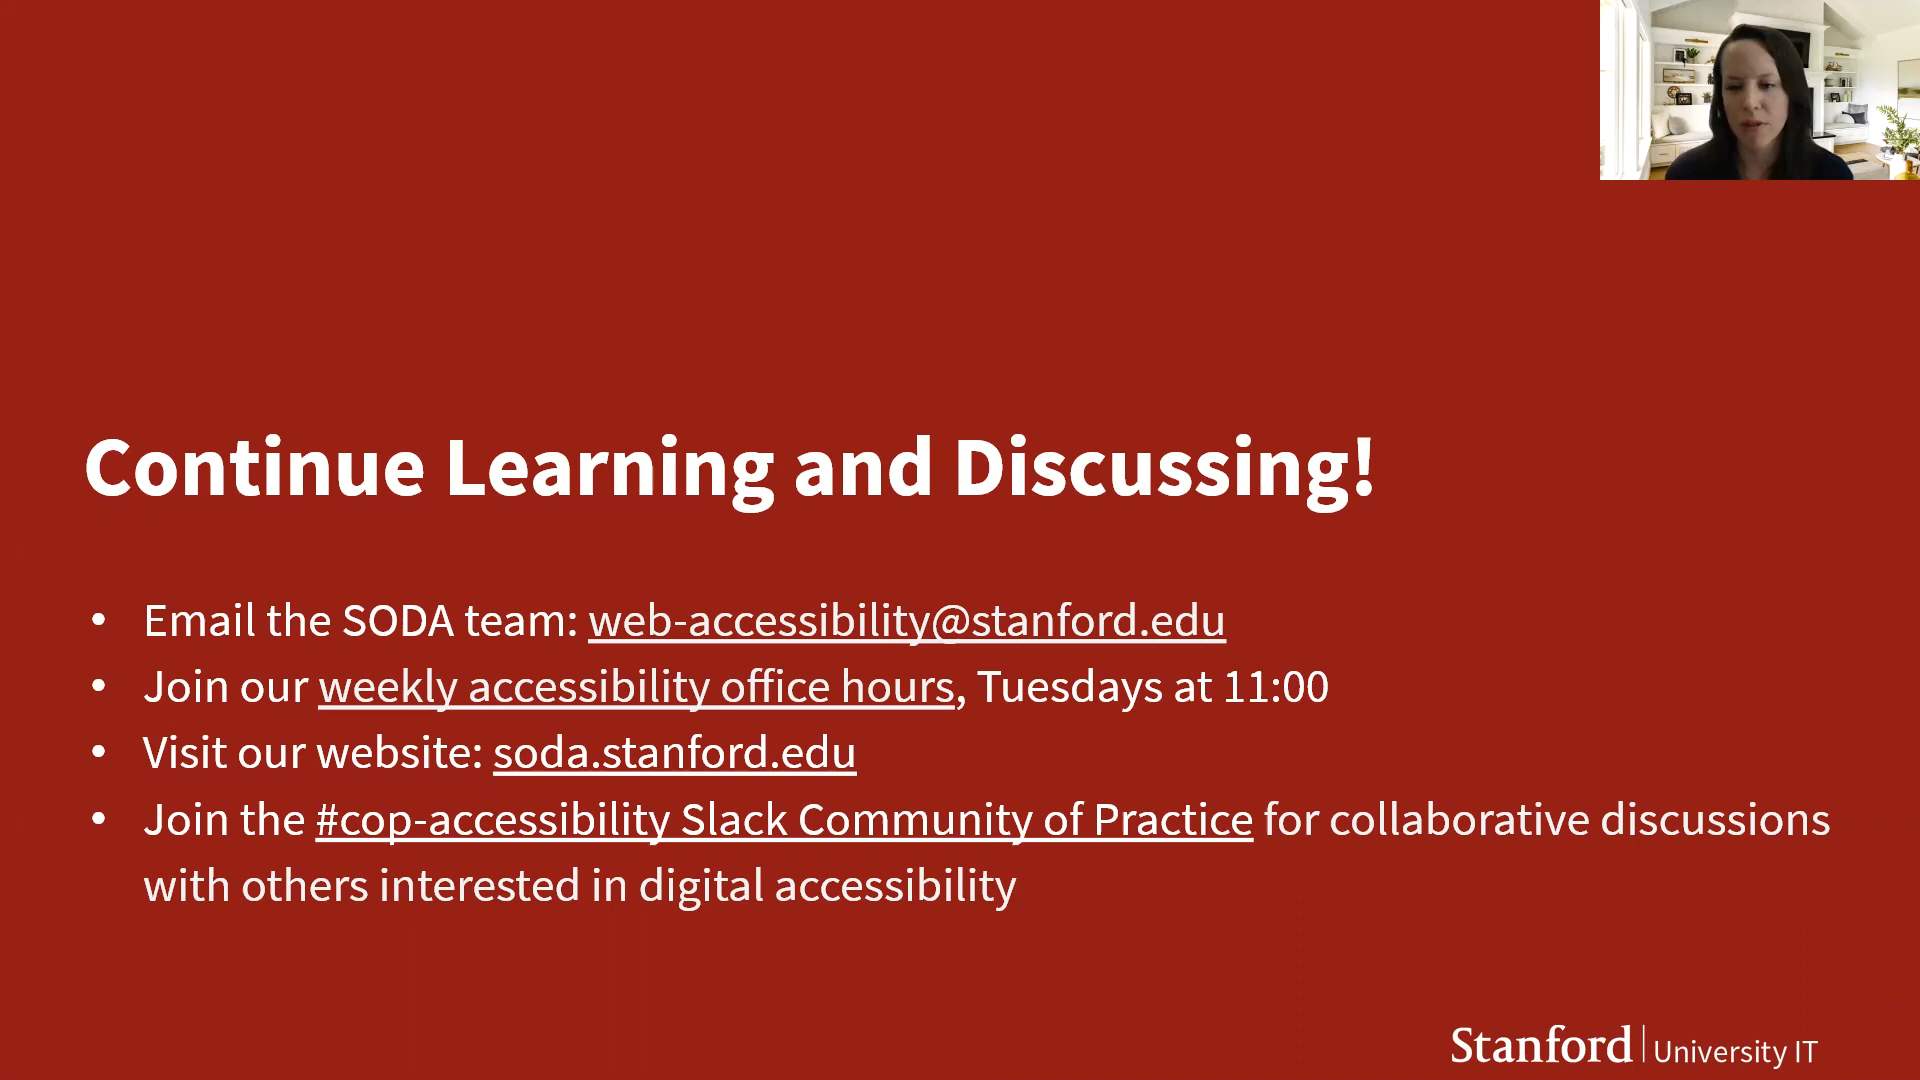 Continue Learning and Discussing!
• Email the SODA team: web-accessibility@stanford.edu
• Join our weekly accessibility office hours, Tuesdays at 11:00
• Visit our website: soda.stanford.edu
• Join the #cop-accessibility Slack Community of Practice for collaborative discussions
with others interested in digital accessibility
Stanford | University IT